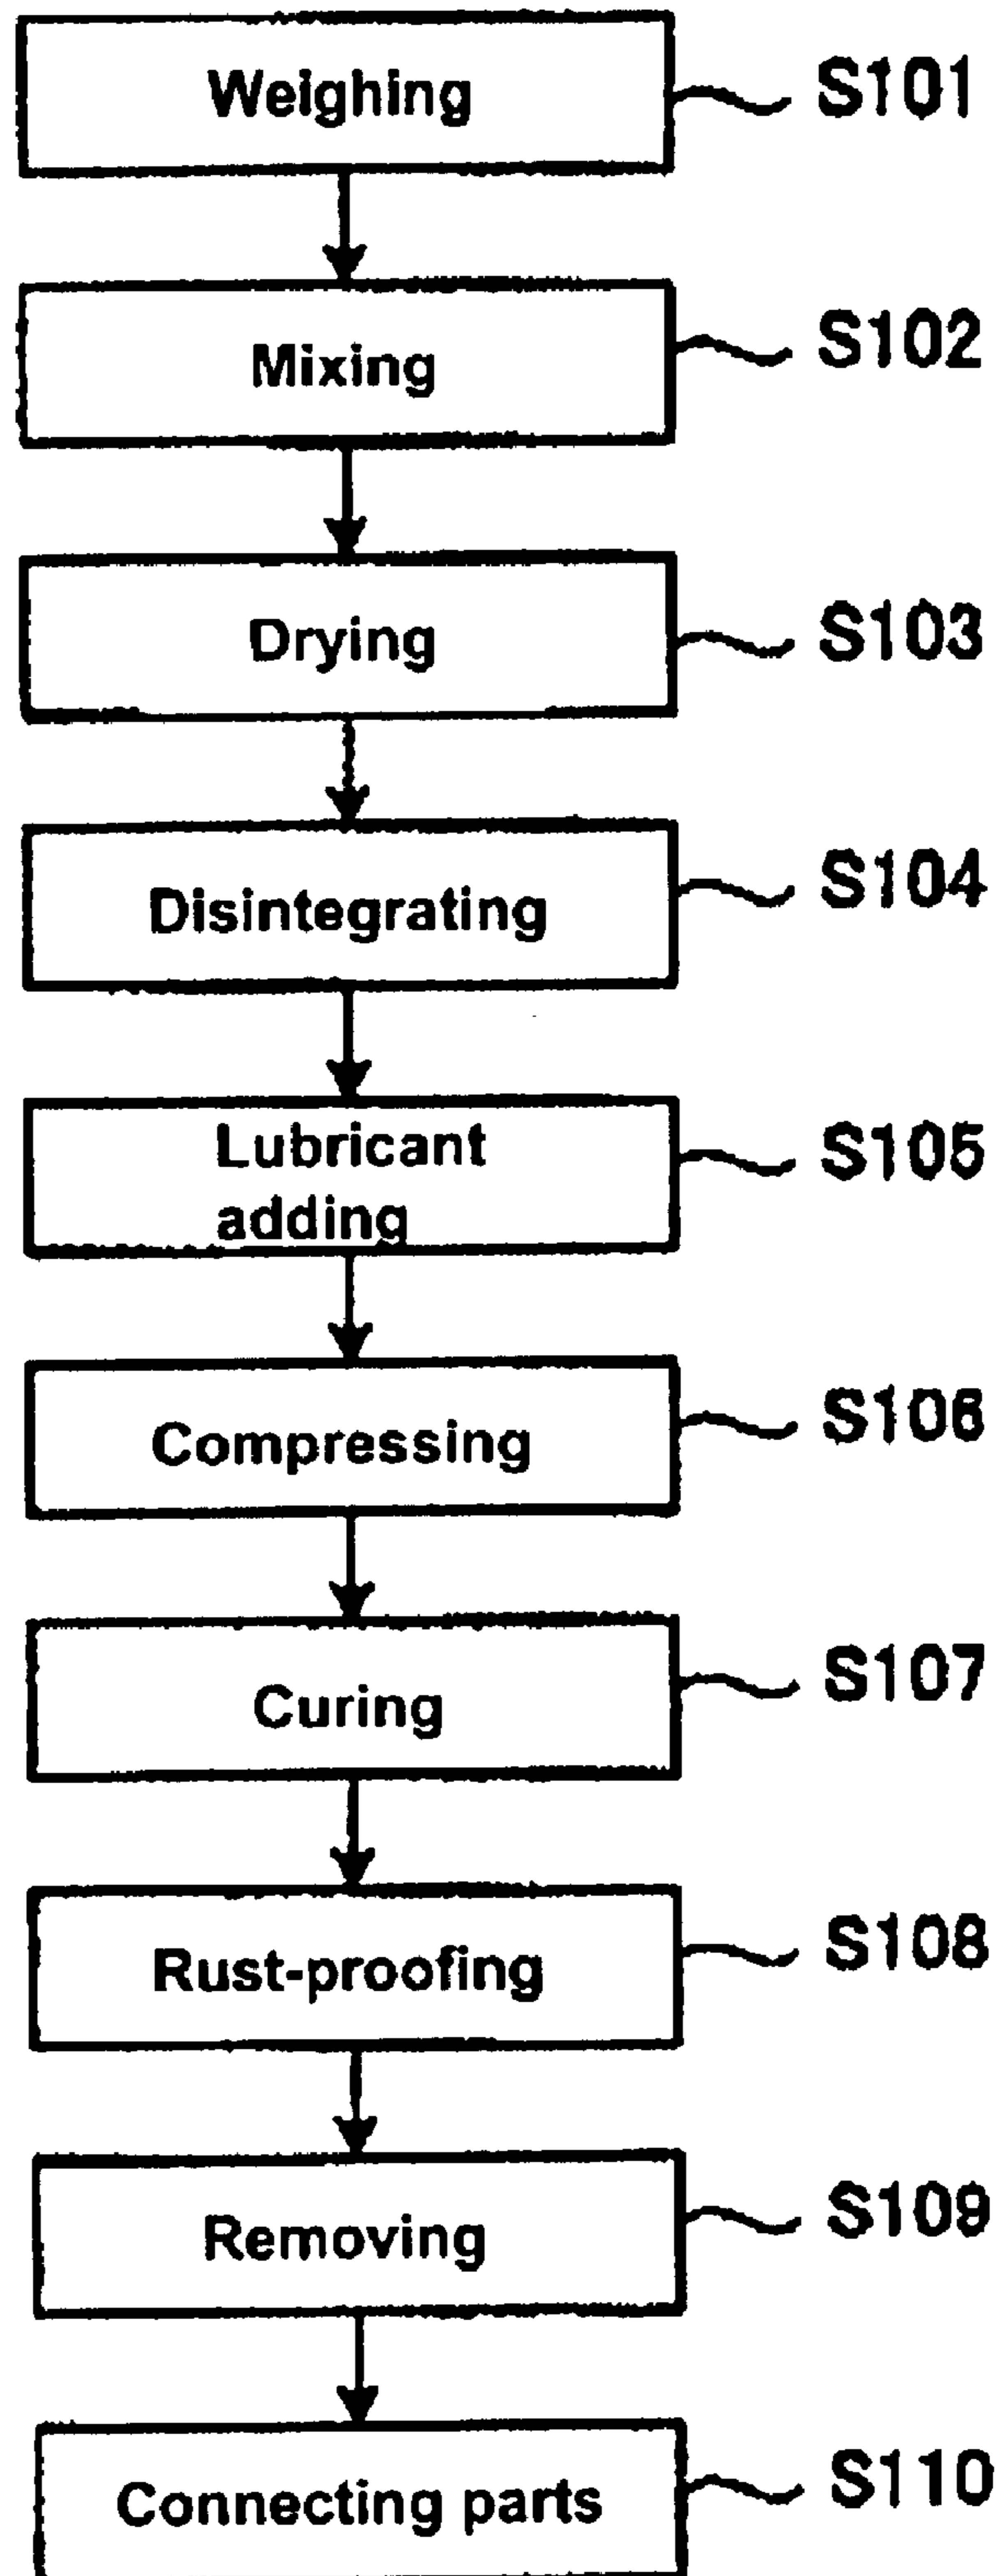 Weighing S101
Mixing S102
Drying S103
Disintegrating S104
Lubricant
adding S105
Compressing S106
Curing S107
Rust-proofing S108
Removing S109
Connecting parts S110